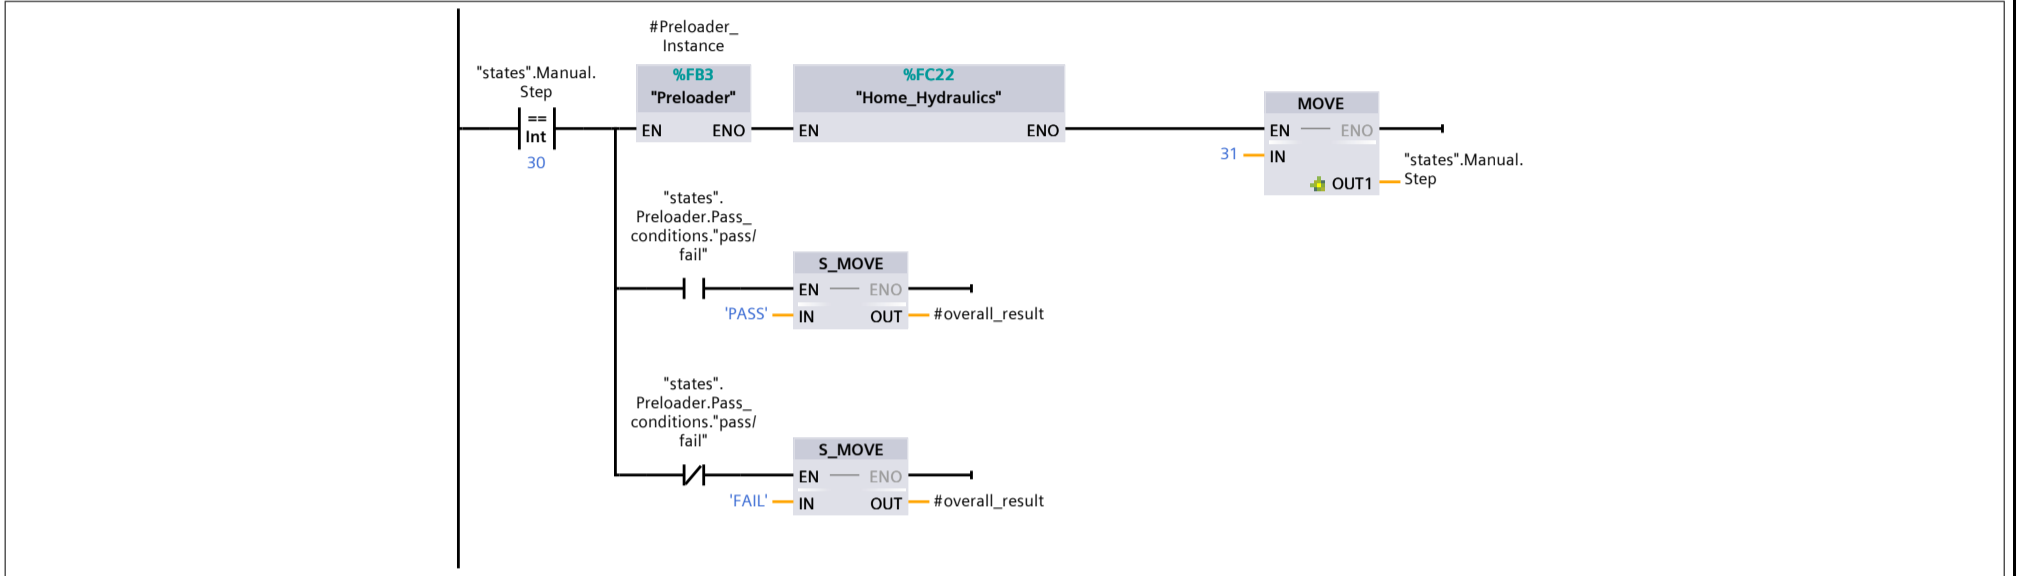 #Preloader_
Instance
"states".Manual.
Step
==
Int
30
%FB3
"Preloader"
EN ENO
%FC22
"Home_Hydraulics"
EN ENO
MOVE
EN ENO
31 IN
OUT1
"states".Manual.
Step
"states".
Preloader.Pass_
conditions."pass/
fail"
S_MOVE
EN ENO
'PASS' IN OUT #overall_result
"states".
Preloader.Pass_
conditions."pass/
fail"
S_MOVE
EN ENO
'FAIL' IN OUT #overall_result